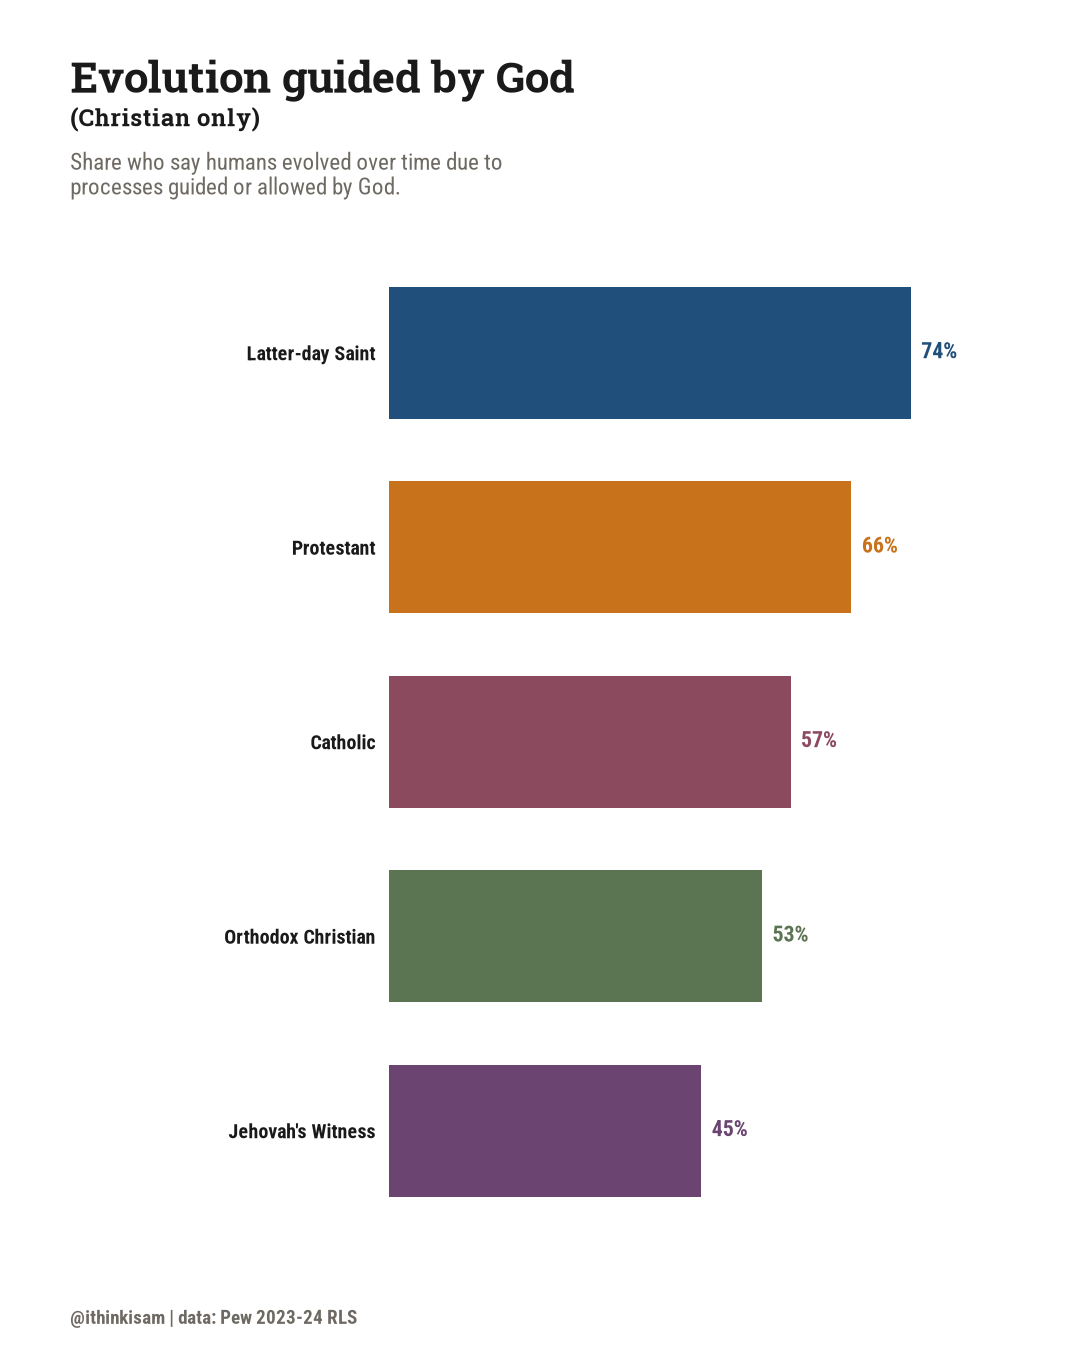 Evolution guided by God
(Christian only)
Share who say humans evolved over time due to
processes guided or allowed by God.
Latter-day Saint
74%
Protestant
66%
Catholic
57%
Orthodox Christian
53%
Jehovah's Witness
45%
@ithinkisam | data: Pew 2023-24 RLS